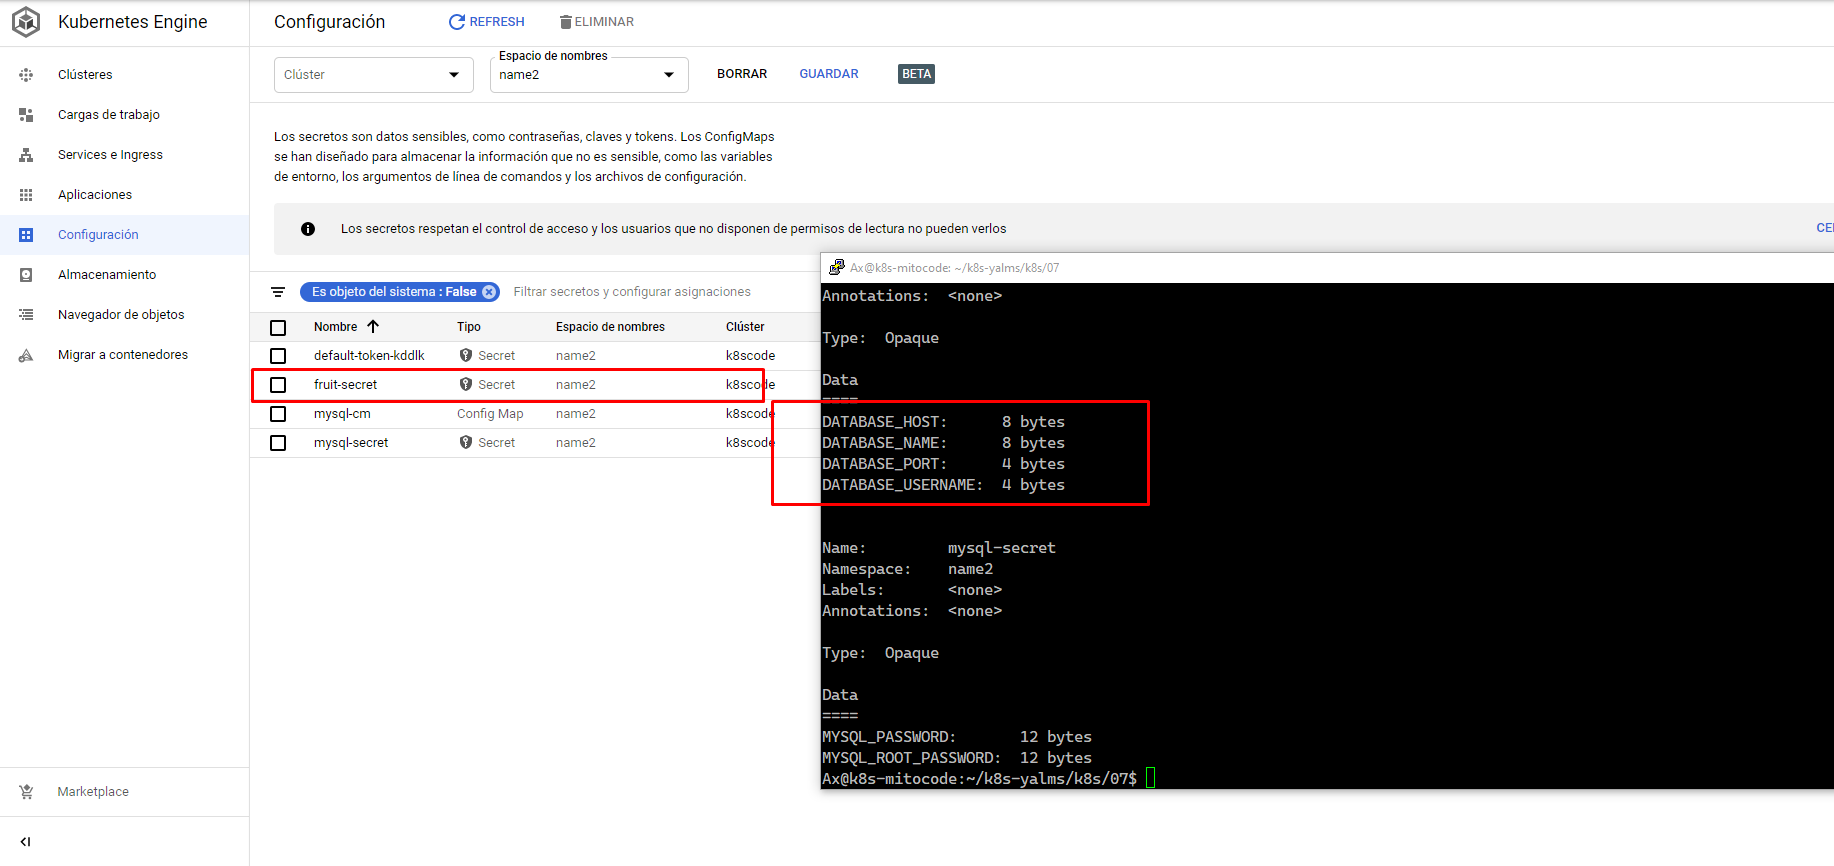 Kubernetes Engine
Configuración
REFRESH
ELIMINAR
Clústeres
Cargas de trabajo
Services e Ingress
Aplicaciones
Configuración
Almacenamiento
Navegador de objetos
Migrar a contenedores
Marketplace
Clúster
Espacio de nombres
name2
BORRAR
GUARDAR
BETA
Los secretos son datos sensibles, como contraseñas, claves y tokens. Los ConfigMaps
se han diseñado para almacenar la información que no es sensible, como las variables
de entorno, los argumentos de línea de comandos y los archivos de configuración.
Los secretos respetan el control de acceso y los usuarios que no disponen de permisos de lectura no pueden verlos
CE
Es objeto del sistema : False
Filtrar secretos y configurar asignaciones
Nombre Tipo Espacio de nombres Clúster
default-token-kddlk Secret name2 k8scode
fruit-secret Secret name2 k8scode
mysql-cm Config Map name2 k8scode
mysql-secret Secret name2 k8scode
Ax@k8s-mitocode: ~/k8s-yalms/k8s/07
Annotations: <none>
Type: Opaque
Data
====
DATABASE_HOST: 8 bytes
DATABASE_NAME: 8 bytes
DATABASE_PORT: 4 bytes
DATABASE_USERNAME: 4 bytes
Name: mysql-secret
Namespace: name2
Labels: <none>
Annotations: <none>
Type: Opaque
Data
====
MYSQL_PASSWORD: 12 bytes
MYSQL_ROOT_PASSWORD: 12 bytes
Ax@k8s-mitocode:~/k8s-yalms/k8s/07$